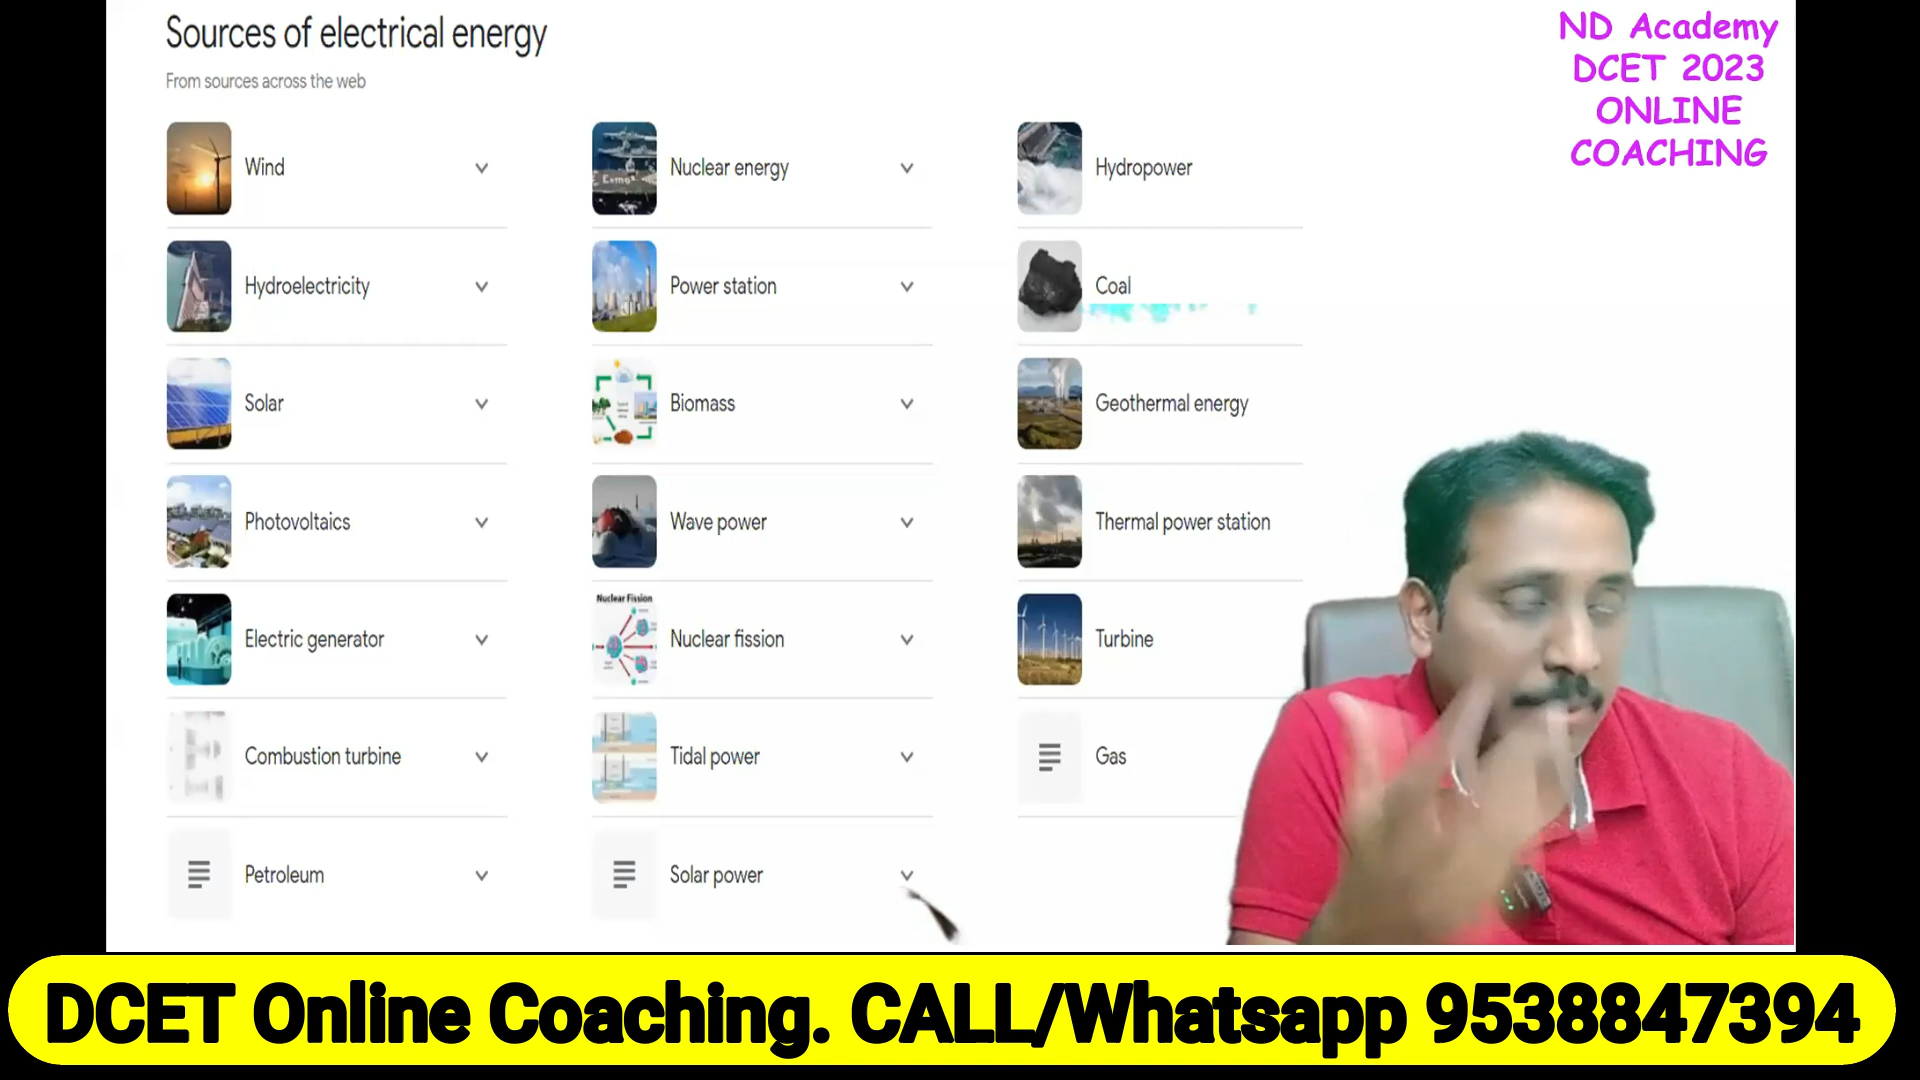 Sources of electrical energy
From sources across the web
ND Academy
DCET 2023
ONLINE
COACHING
Wind
Nuclear energy
Hydropower
Hydroelectricity
Power station
Coal
Solar
Biomass
Geothermal energy
Photovoltaics
Wave power
Thermal power station
Electric generator
Nuclear Fission
Nuclear fission
Turbine
Combustion turbine
Tidal power
Gas
Petroleum
Solar power
DCET Online Coaching. CALL/Whatsapp 9538847394